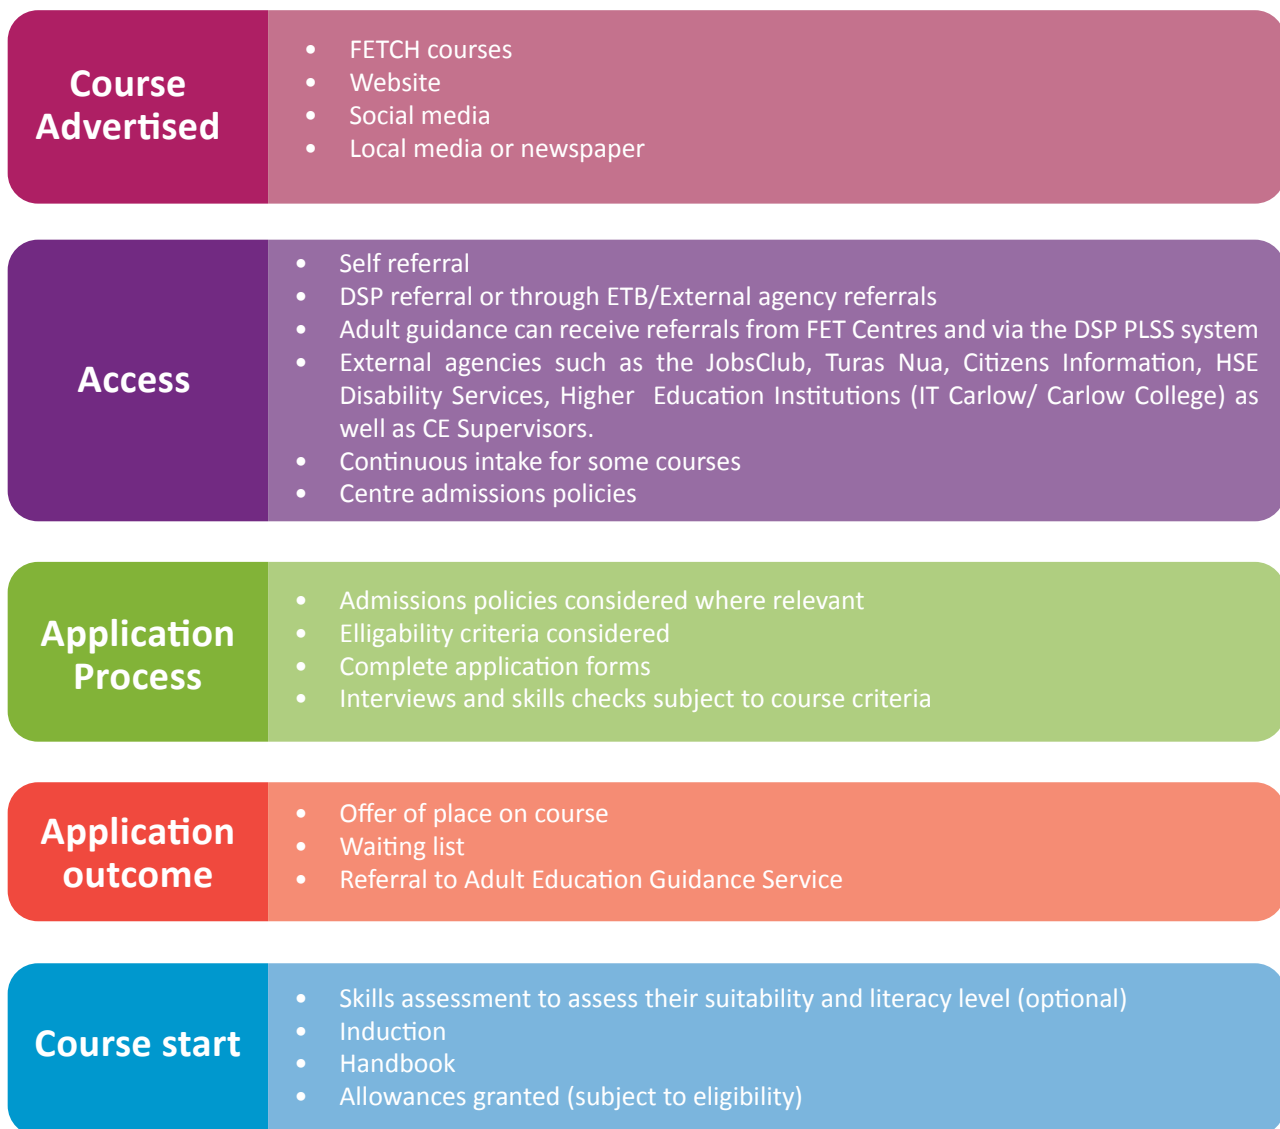 Course
Advertised
• FETCH courses
• Website
• Social media
• Local media or newspaper
Access
• Self referral
• DSP referral or through ETB/External agency referrals
• Adult guidance can receive referrals from FET Centres and via the DSP PLSS system
• External agencies such as the JobsClub, Turas Nua, Citizens Information, HSE
Disability Services, Higher Education Institutions (IT Carlow/ Carlow College) as
well as CE Supervisors.
• Continuous intake for some courses
• Centre admissions policies
Application
Process
• Admissions policies considered where relevant
• Elligability criteria considered
• Complete application forms
• Interviews and skills checks subject to course criteria
Application
outcome
• Offer of place on course
• Waiting list
• Referral to Adult Education Guidance Service
Course start
• Skills assessment to assess their suitability and literacy level (optional)
• Induction
• Handbook
• Allowances granted (subject to eligibility)